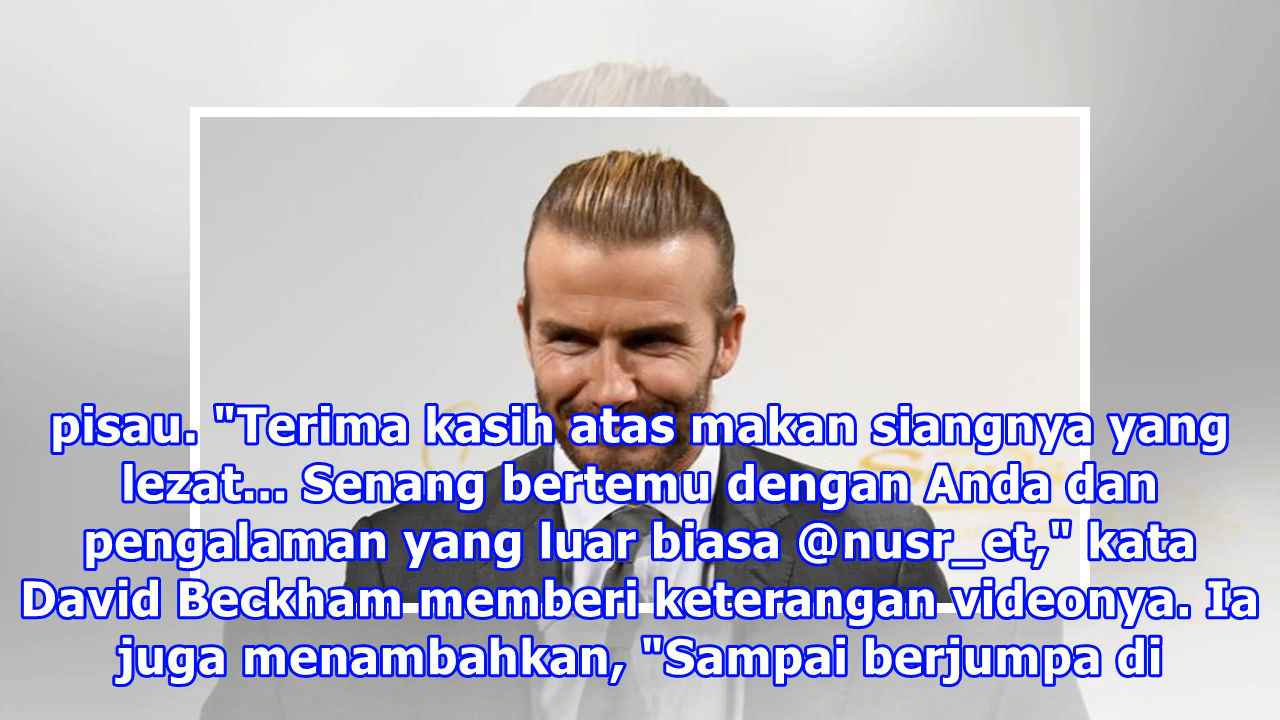 pisau. "Terima kasih atas makan siangnya yang
lezat... Senang bertemu dengan Anda dan
pengalaman yang luar biasa @nusr_et," kata
David Beckham memberi keterangan videonya. Ia
juga menambahkan, "Sampai berjumpa di